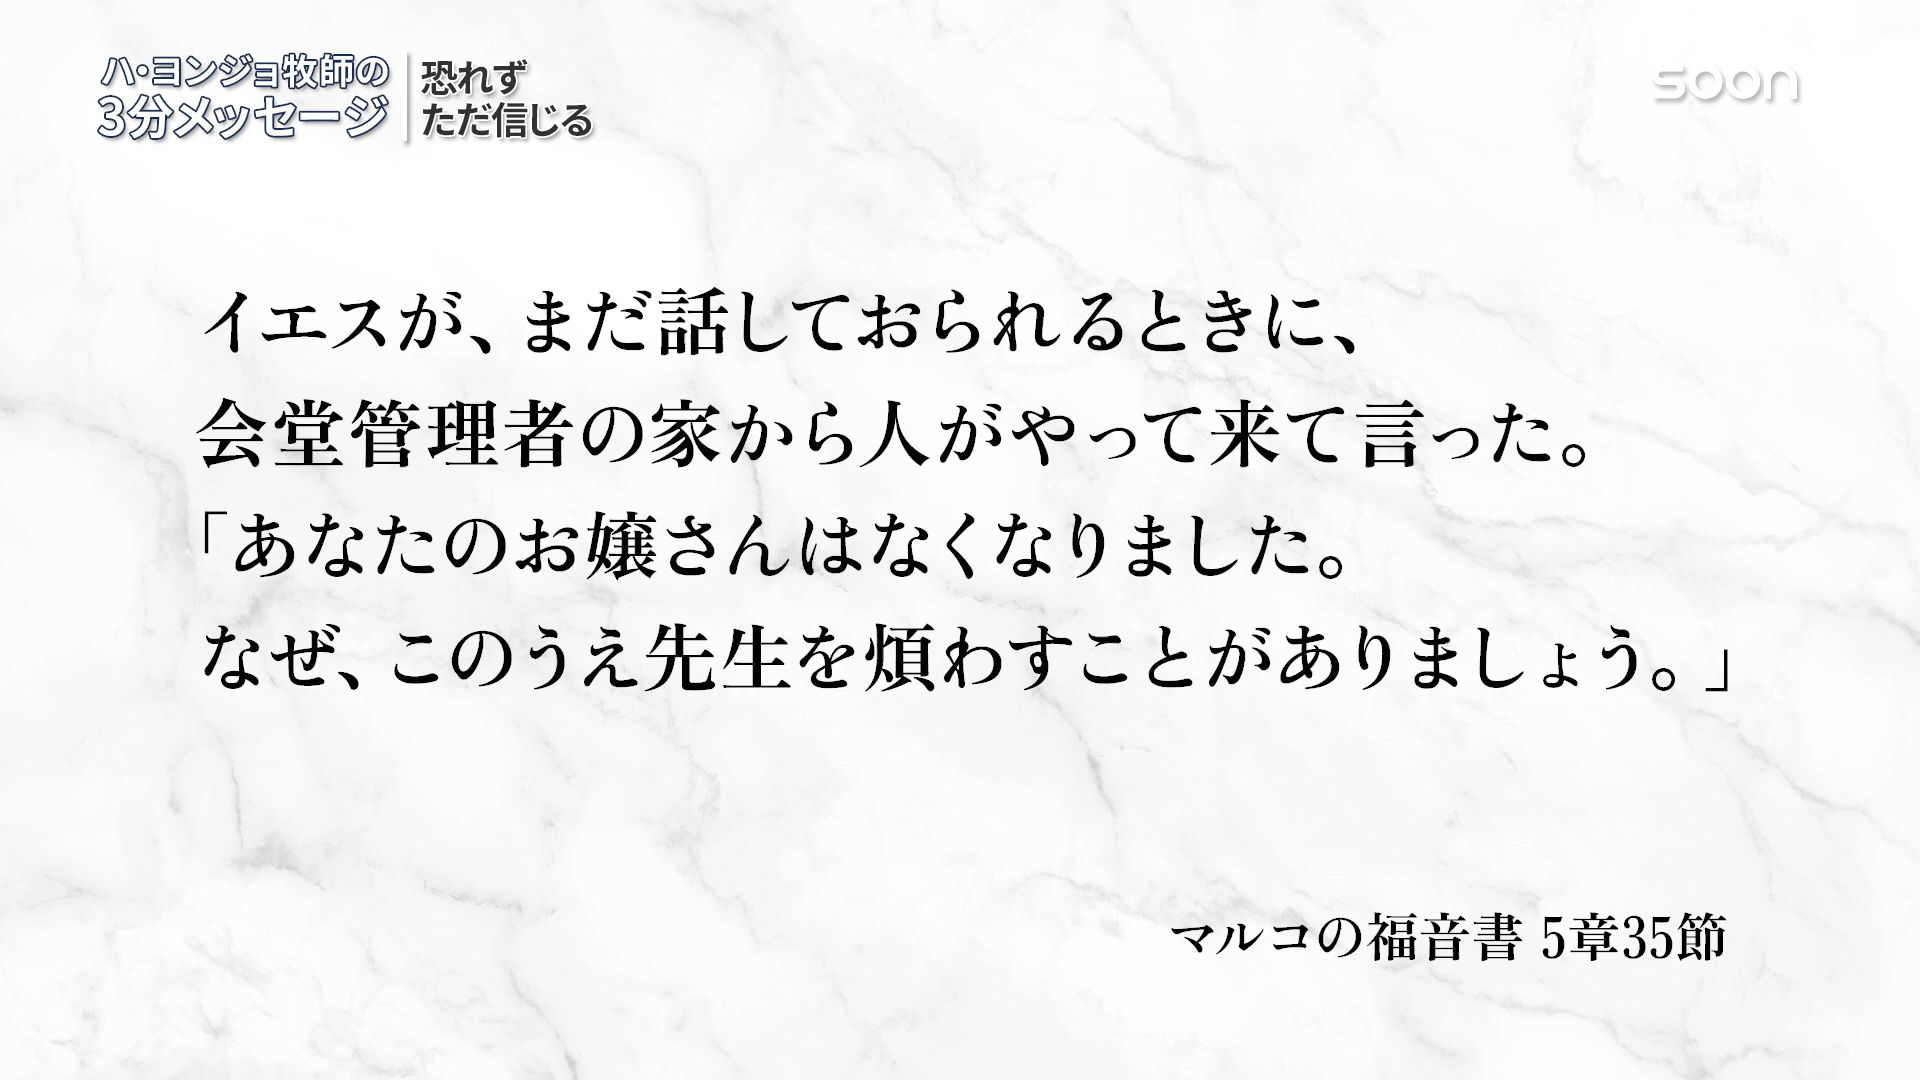 ハ・ヨンジョ牧師の
3分メッセージ
恐れず
ただ信じる
soon
イエスが、まだ話しておられるときに、
会堂管理者の家から人がやって来て言った。
「あなたのお嬢さんはなくなりました。
なぜ、このうえ先生を煩わすことがありましょう。」
マルコの福音書 5章35節